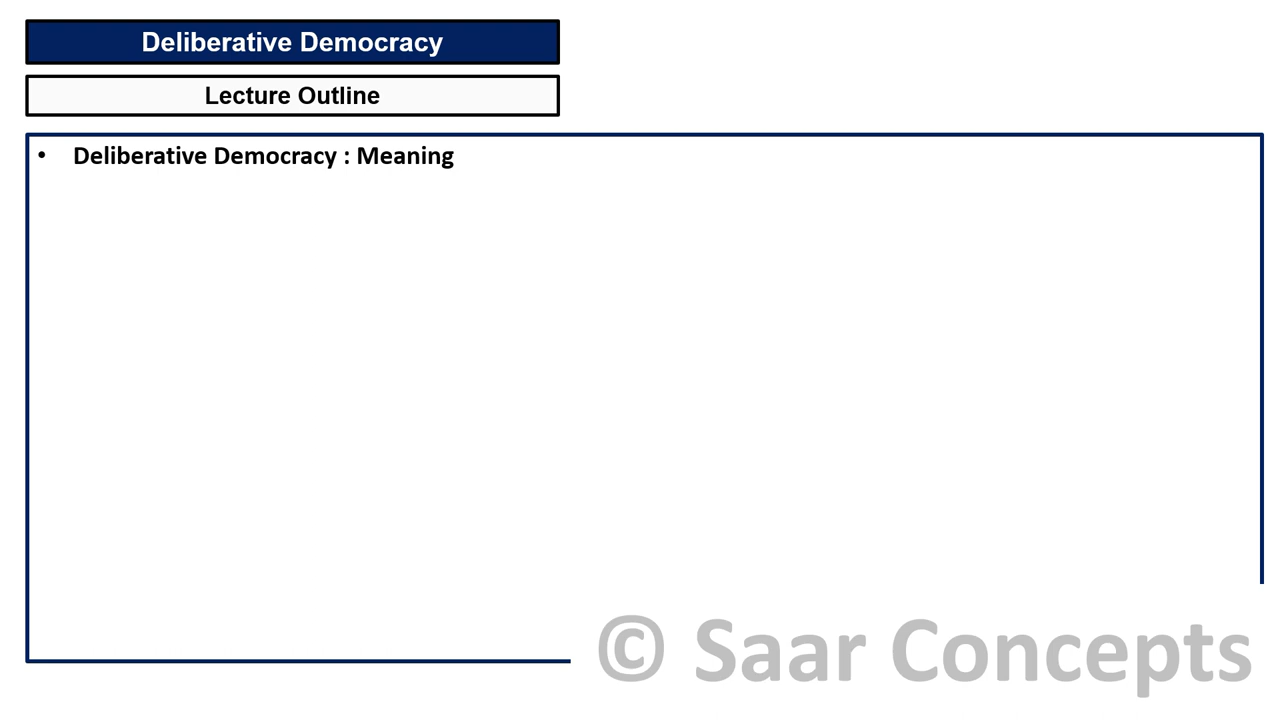 Deliberative Democracy
Lecture Outline
• Deliberative Democracy : Meaning
© Saar Concepts